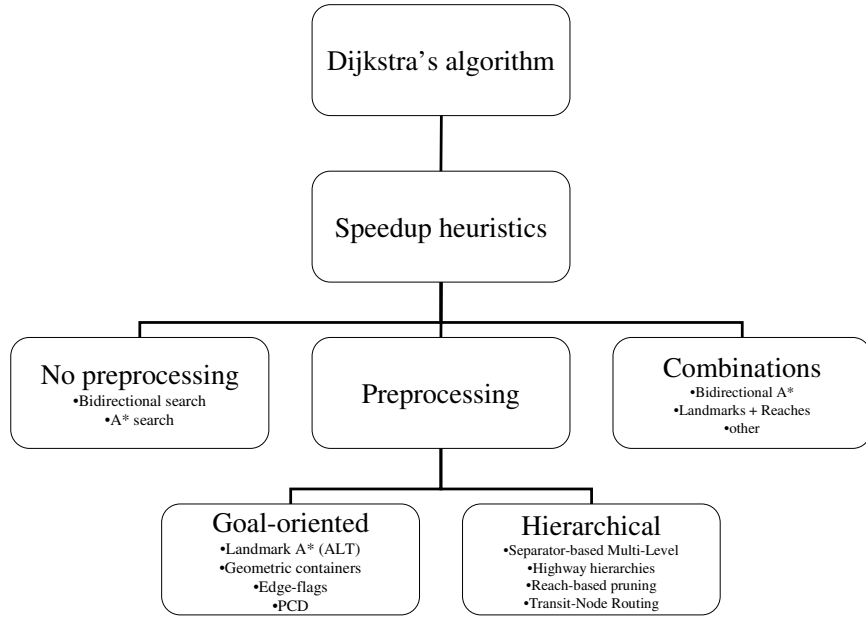 Dijkstra's algorithm
Speedup heuristics
No preprocessing
•Bidirectional search
•A* search
Preprocessing
Combinations
•Bidirectional A*
•Landmarks + Reaches
•other
Goal-oriented
•Landmark A* (ALT)
•Geometric containers
•Edge-flags
•PCD
Hierarchical
•Separator-based Multi-Level
•Highway hierarchies
•Reach-based pruning
•Transit-Node Routing